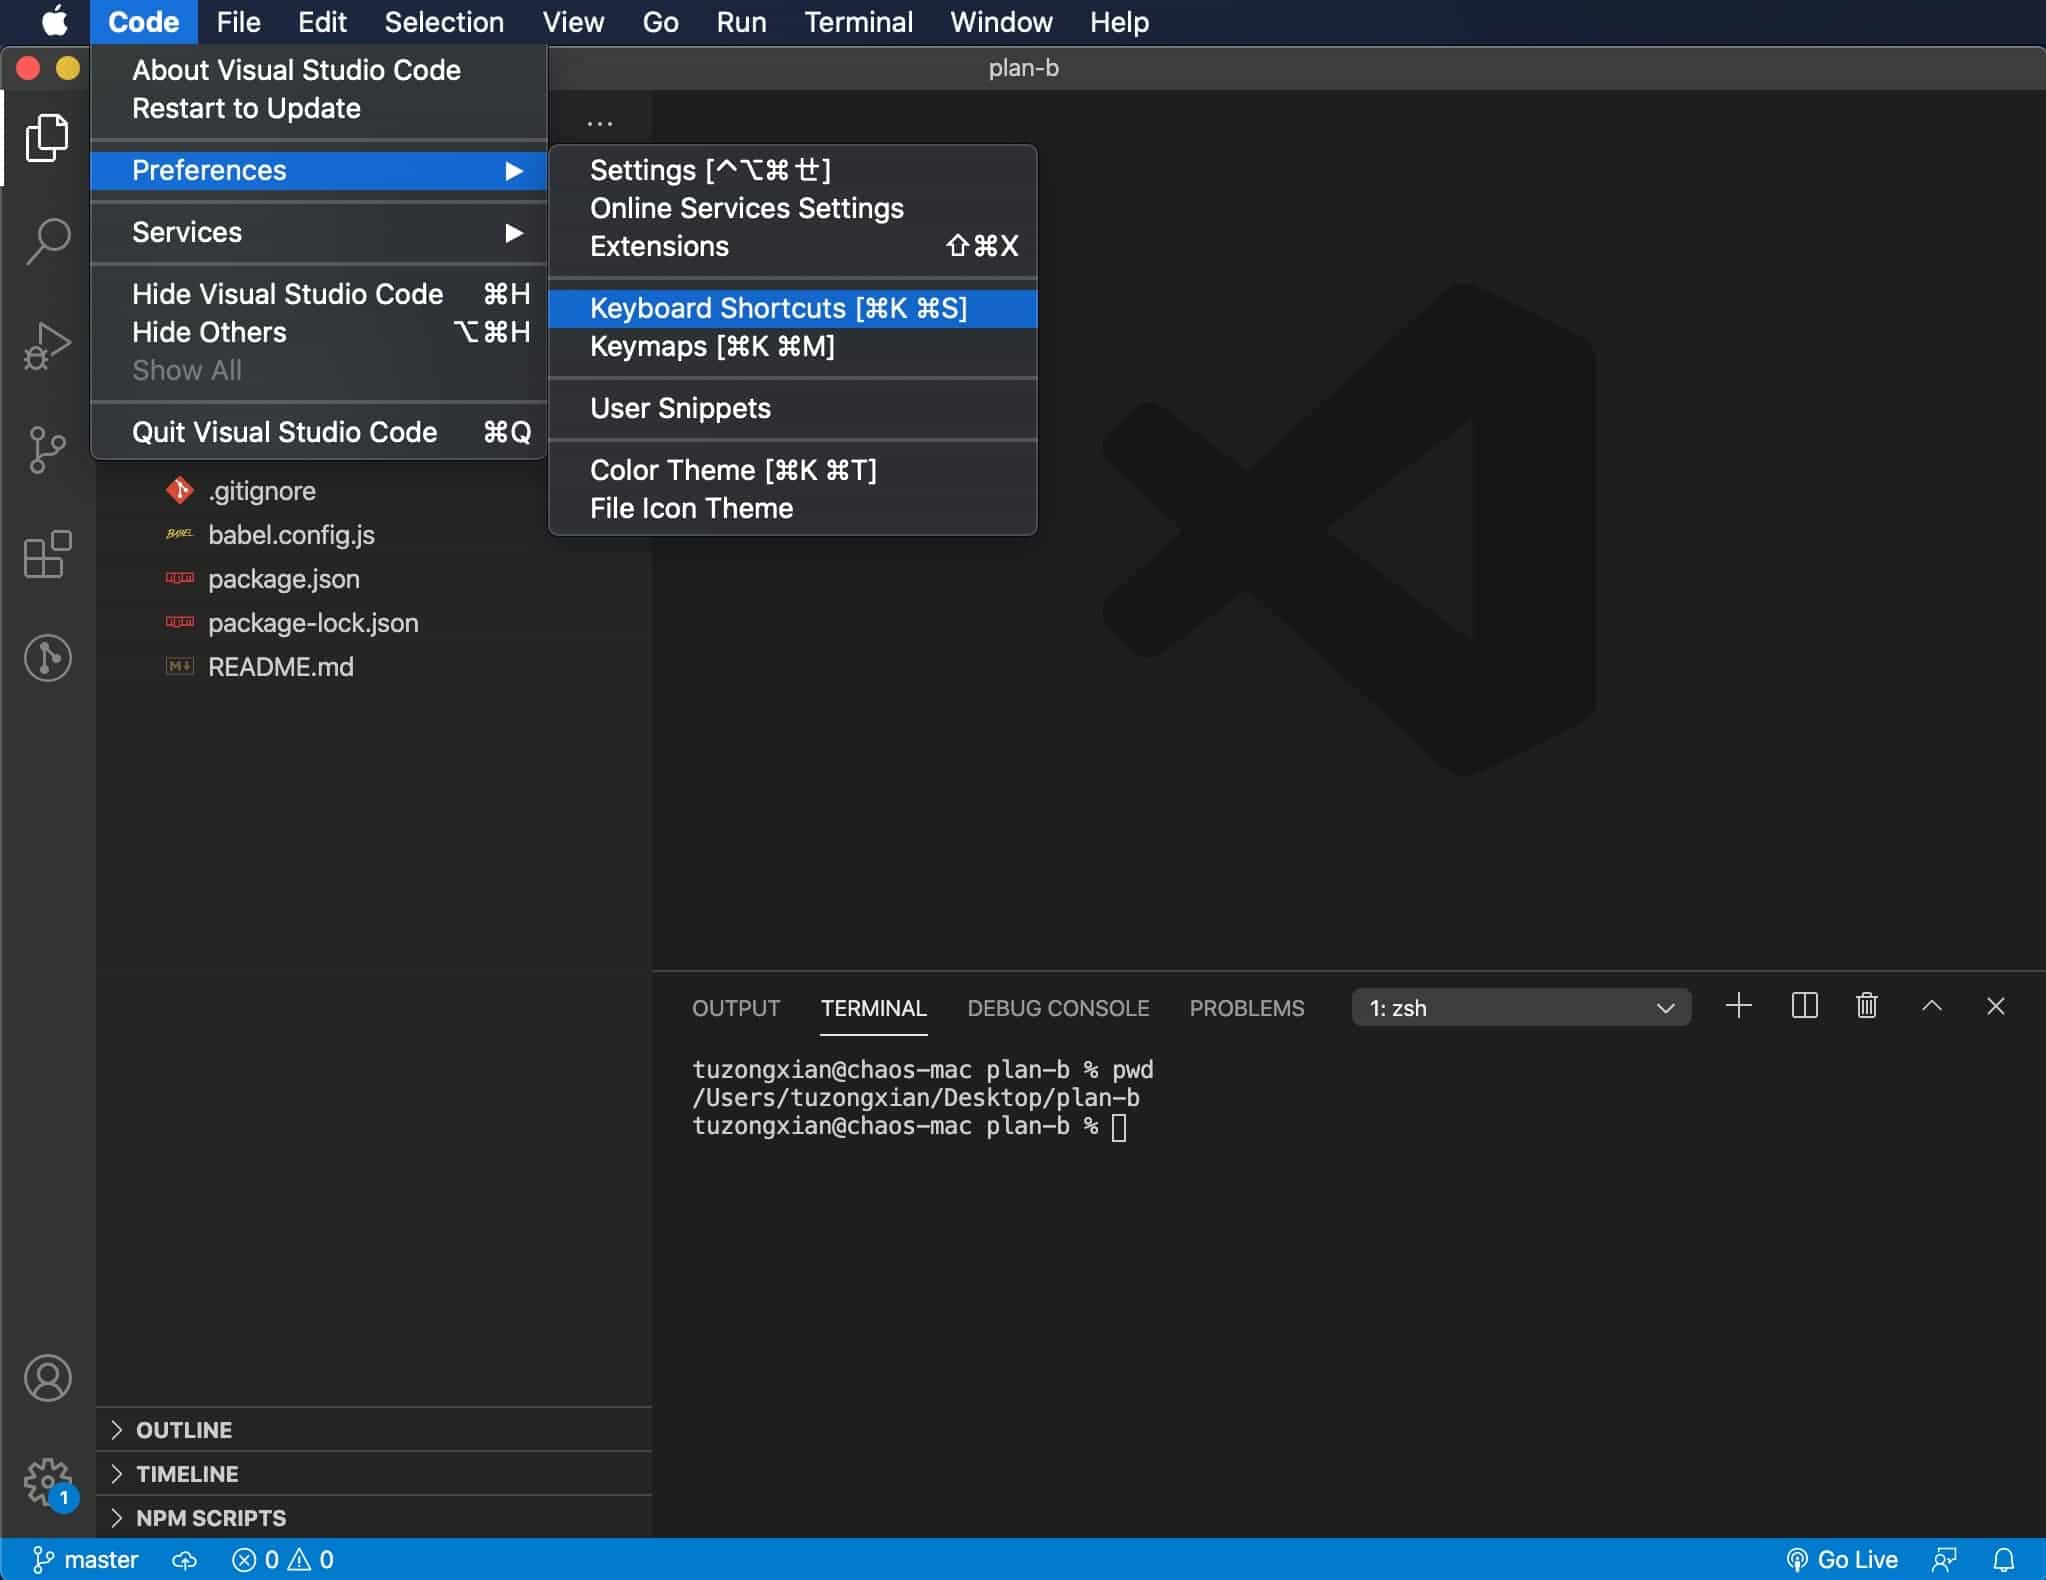 Code File Edit Selection View Go Run Terminal Window Help
plan-b
About Visual Studio Code
Restart to Update
Preferences ▶
Services ▶
Hide Visual Studio Code ⌘H
Hide Others ⌥⌘H
Show All
Quit Visual Studio Code ⌘Q
...
Settings [^⌥⌘ㄝ]
Online Services Settings
Extensions ⇧⌘X
Keyboard Shortcuts [⌘K ⌘S]
Keymaps [⌘K ⌘M]
User Snippets
Color Theme [⌘K ⌘T]
File Icon Theme
.gitignore
BABEL babel.config.js
npm package.json
npm package-lock.json
M↓ README.md
OUTPUT TERMINAL DEBUG CONSOLE PROBLEMS 1: zsh
tuzongxian@chaos-mac plan-b % pwd
/Users/tuzongxian/Desktop/plan-b
tuzongxian@chaos-mac plan-b %
OUTLINE
TIMELINE
1
NPM SCRIPTS
master 0 0 Go Live